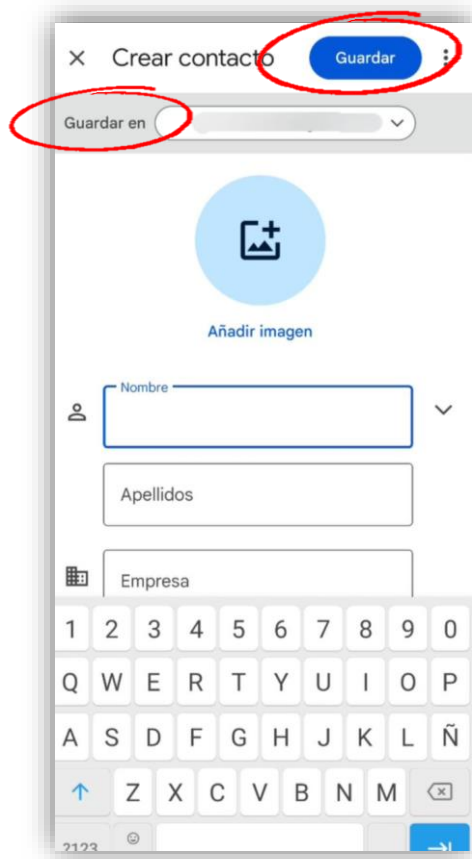 Crear contacto Guardar
Guardar en
Añadir imagen
Nombre
Apellidos
Empresa
1 2 3 4 5 6 7 8 9 0
Q W E R T Y U I O P
A S D F G H J K L Ñ
Z X C V B N M
?123